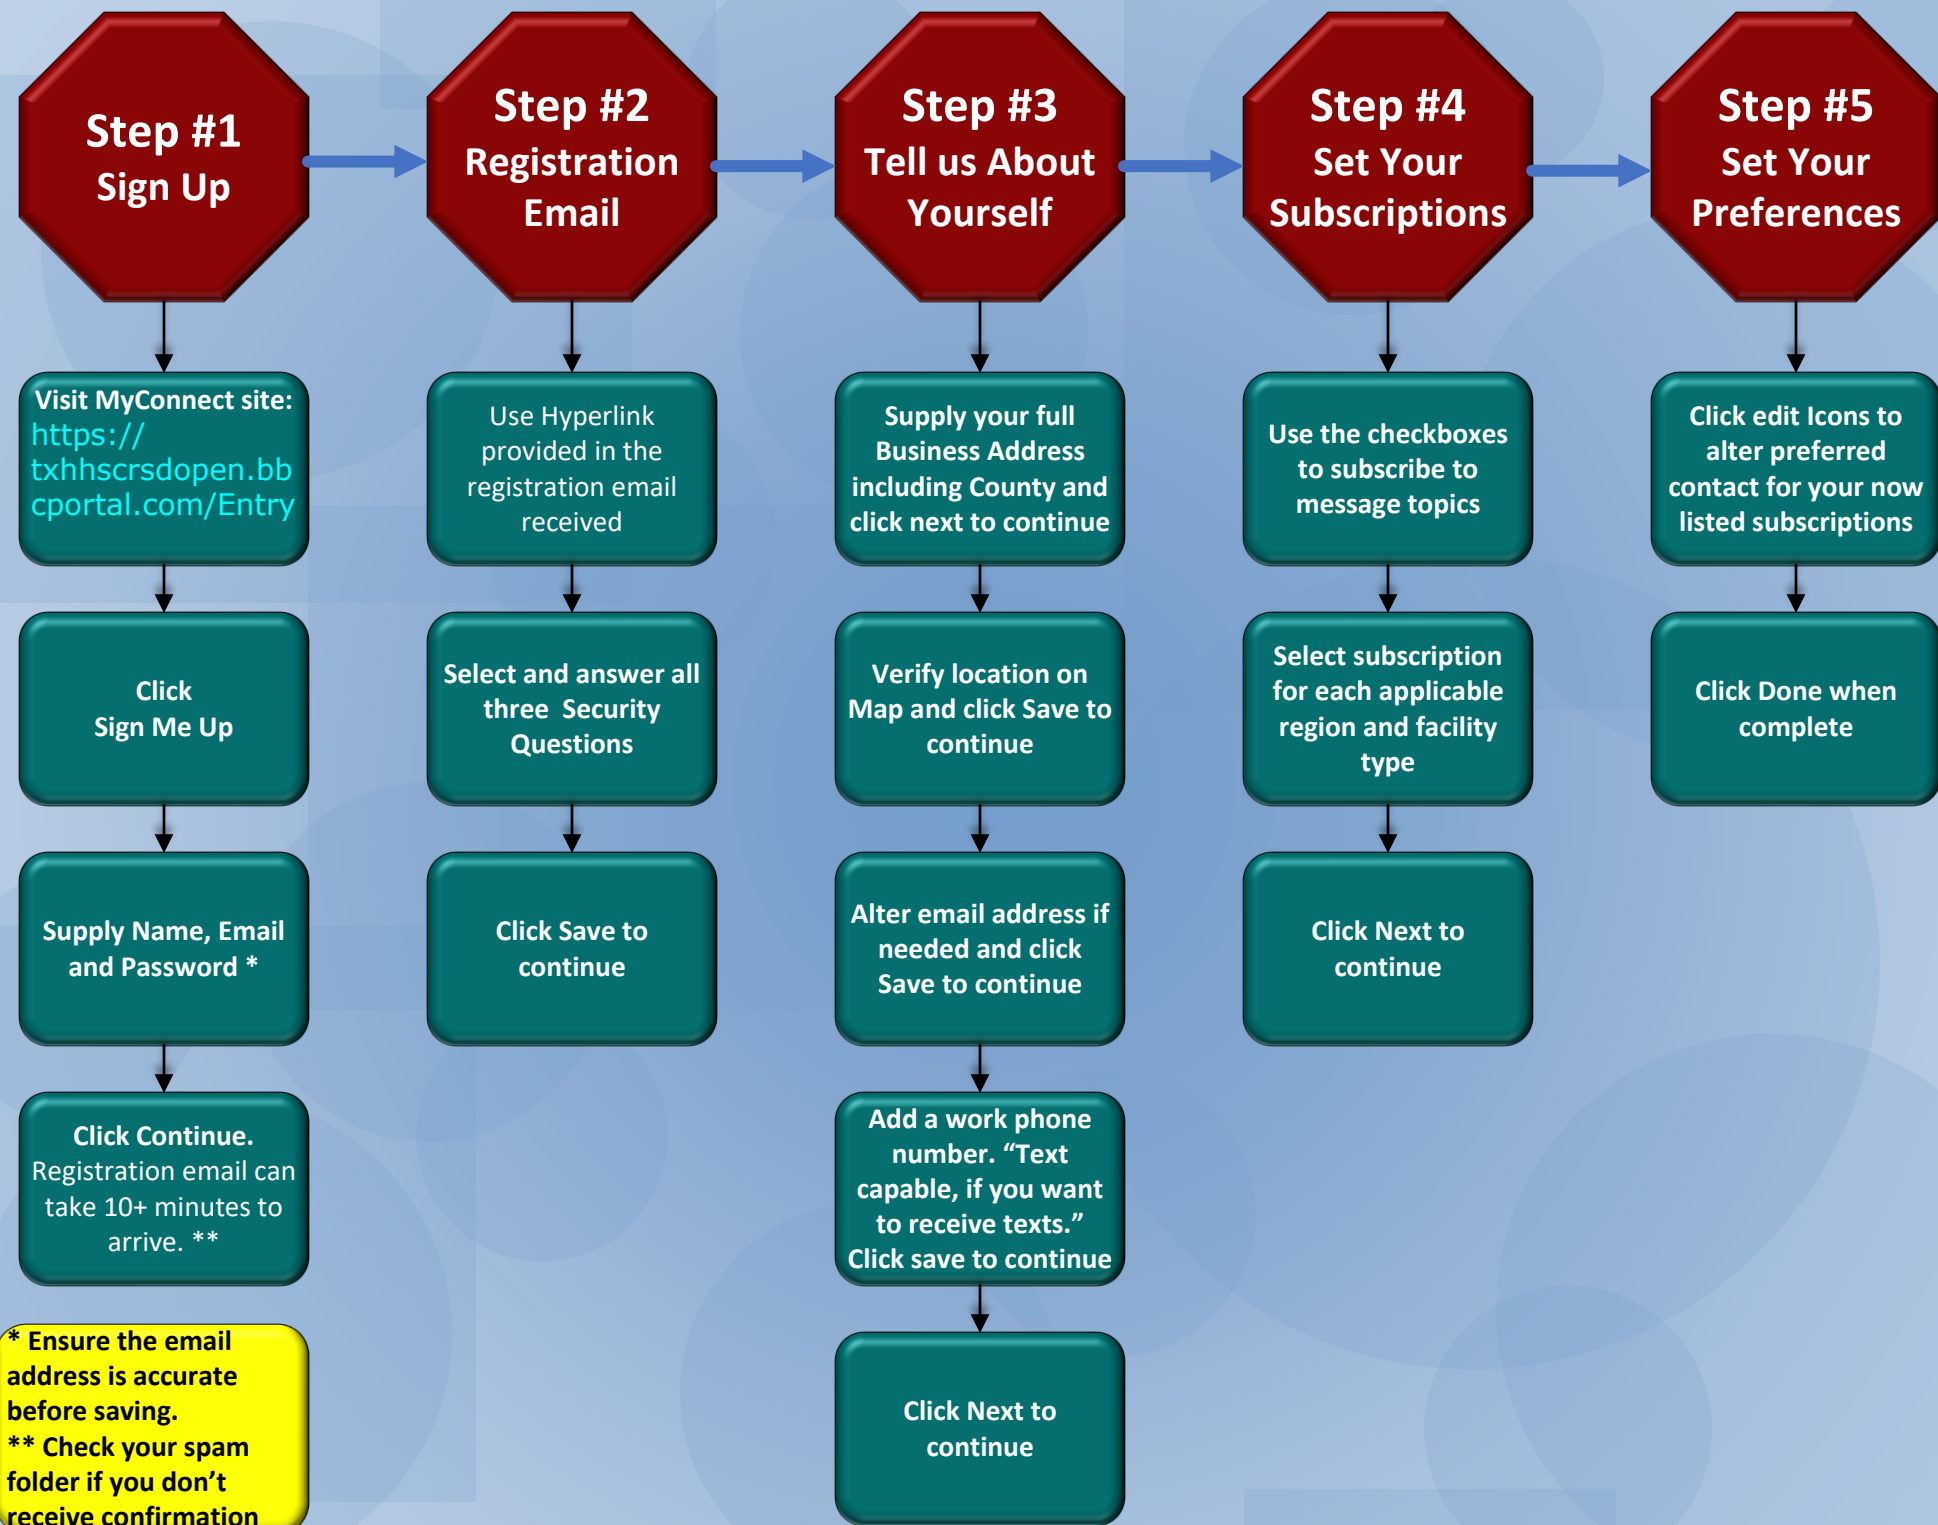 Step #1
Sign Up
Step #2
Registration
Email
Step #3
Tell us About
Yourself
Step #4
Set Your
Subscriptions
Step #5
Set Your
Preferences
Visit MyConnect site:
https://
txhhscrsdopen.bb
cportal.com/Entry
Click
Sign Me Up
Supply Name, Email
and Password *
Click Continue.
Registration email can
take 10+ minutes to
arrive. **
* Ensure the email
address is accurate
before saving.
** Check your spam
folder if you don’t
receive confirmation
Use Hyperlink
provided in the
registration email
received
Select and answer all
three  Security
Questions
Click Save to
continue
Supply your full
Business Address
including County and
click next to continue
Verify location on
Map and click Save to
continue
Alter email address if
needed and click
Save to continue
Add a work phone
number. “Text
capable, if you want
to receive texts.”
Click save to continue
Click Next to
continue
Use the checkboxes
to subscribe to
message topics
Select subscription
for each applicable
region and facility
type
Click Next to
continue
Click edit Icons to
alter preferred
contact for your now
listed subscriptions
Click Done when
complete